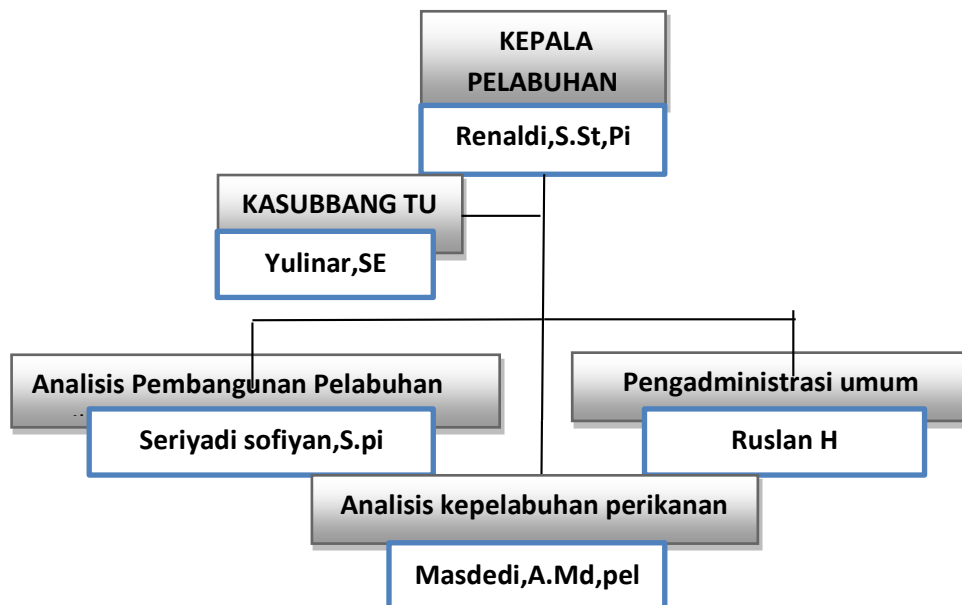 KEPALA
PELABUHAN
Renaldi,S.St,Pi
KASUBBANG TU
Yulinar,SE
Analisis Pembangunan Pelabuhan
Seriyadi sofiyan,S.pi
Pengadministrasi umum
Ruslan H
Analisis kepelabuhan perikanan
Masdedi,A.Md,pel